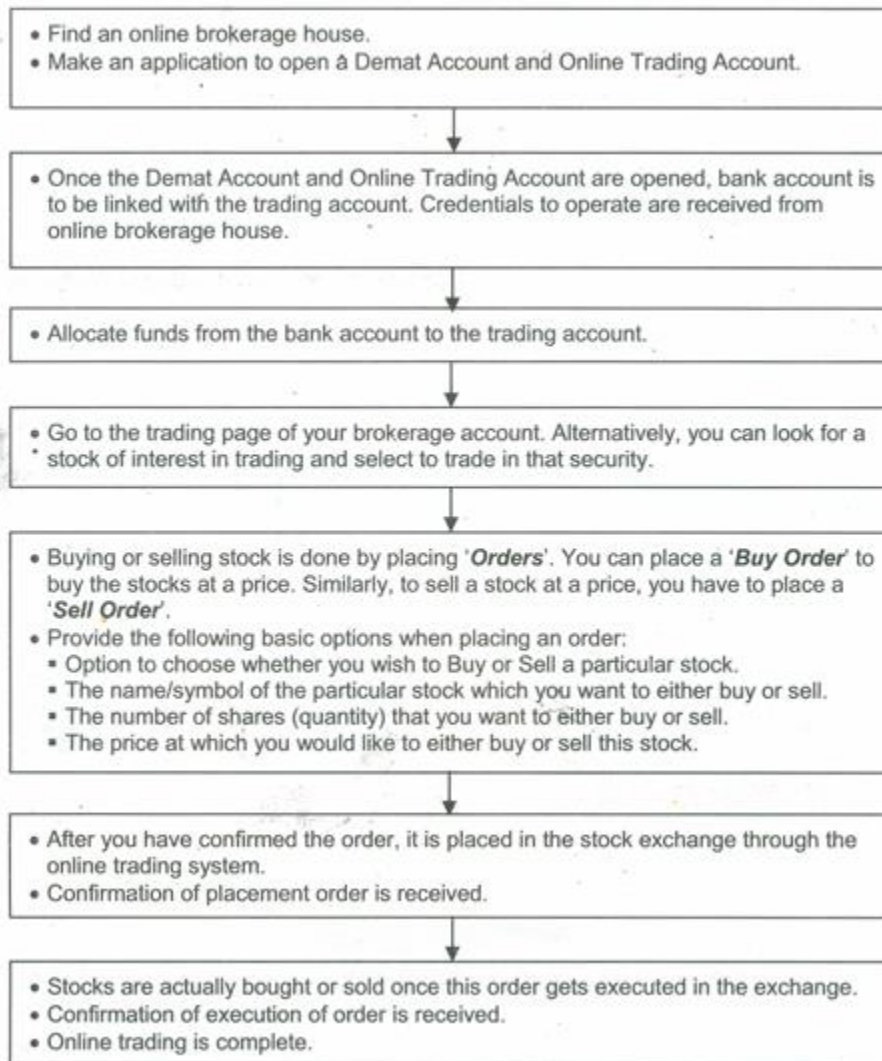 • Find an online brokerage house.
• Make an application to open a Demat Account and Online Trading Account.
• Once the Demat Account and Online Trading Account are opened, bank account is
to be linked with the trading account. Credentials to operate are received from
online brokerage house.
• Allocate funds from the bank account to the trading account.
• Go to the trading page of your brokerage account. Alternatively, you can look for a
stock of interest in trading and select to trade in that security.
• Buying or selling stock is done by placing 'Orders'. You can place a 'Buy Order' to
buy the stocks at a price. Similarly, to sell a stock at a price, you have to place a
'Sell Order'.
• Provide the following basic options when placing an order:
▪ Option to choose whether you wish to Buy or Sell a particular stock.
▪ The name/symbol of the particular stock which you want to either buy or sell.
▪ The number of shares (quantity) that you want to either buy or sell.
▪ The price at which you would like to either buy or sell this stock.
• After you have confirmed the order, it is placed in the stock exchange through the
online trading system.
• Confirmation of placement order is received.
• Stocks are actually bought or sold once this order gets executed in the exchange.
• Confirmation of execution of order is received.
• Online trading is complete.